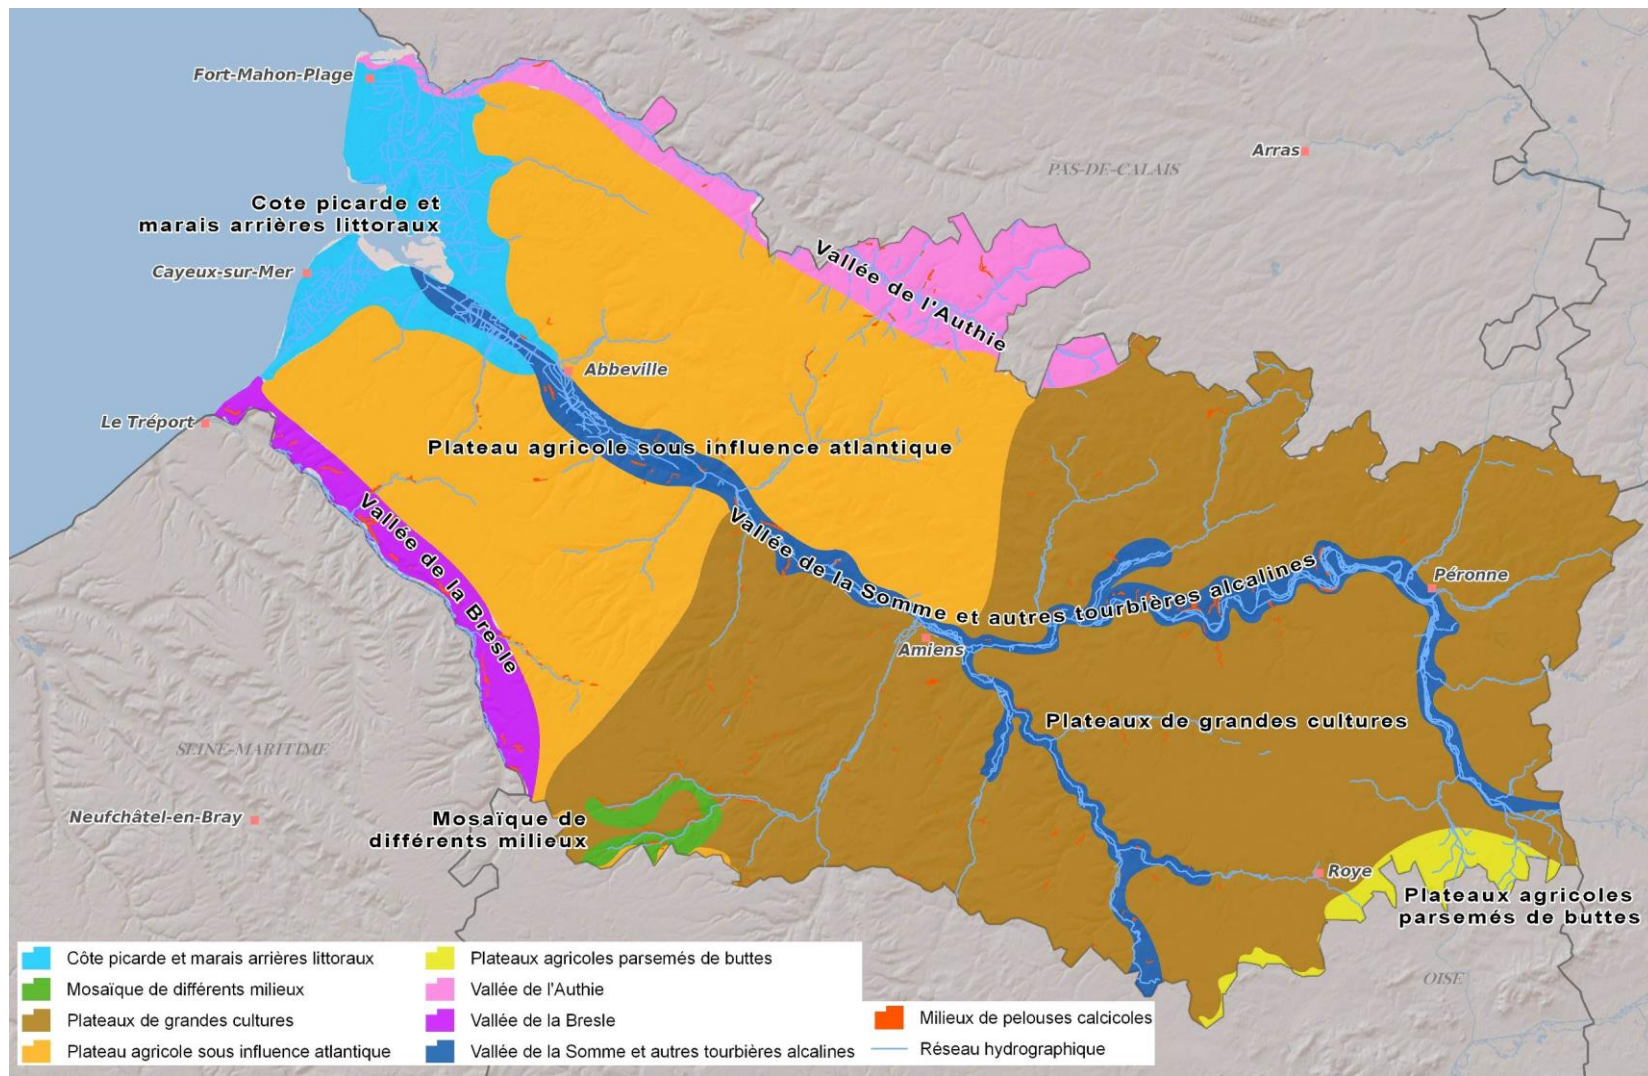 Fort-Mahon-Plage
Arras
PAS-DE-CALAIS
Cote picarde et
marais arrières littoraux
Vallée de l'Authie
Cayeux-sur-Mer
Abbeville
Le Tréport
Plateau agricole sous influence atlantique
Vallée de la Bresle
Vallée de la Somme et autres tourbières alcalines
Péronne
Amiens
Plateaux de grandes cultures
SEINE-MARITIME
Neufchâtel-en-Bray
Mosaïque de
différents milieux
Roye
Plateaux agricoles
parsemés de buttes
OISE
Côte picarde et marais arrières littoraux
Mosaïque de différents milieux
Plateaux de grandes cultures
Plateau agricole sous influence atlantique
Plateaux agricoles parsemés de buttes
Vallée de l'Authie
Vallée de la Bresle
Vallée de la Somme et autres tourbières alcalines
Milieux de pelouses calcicoles
Réseau hydrographique